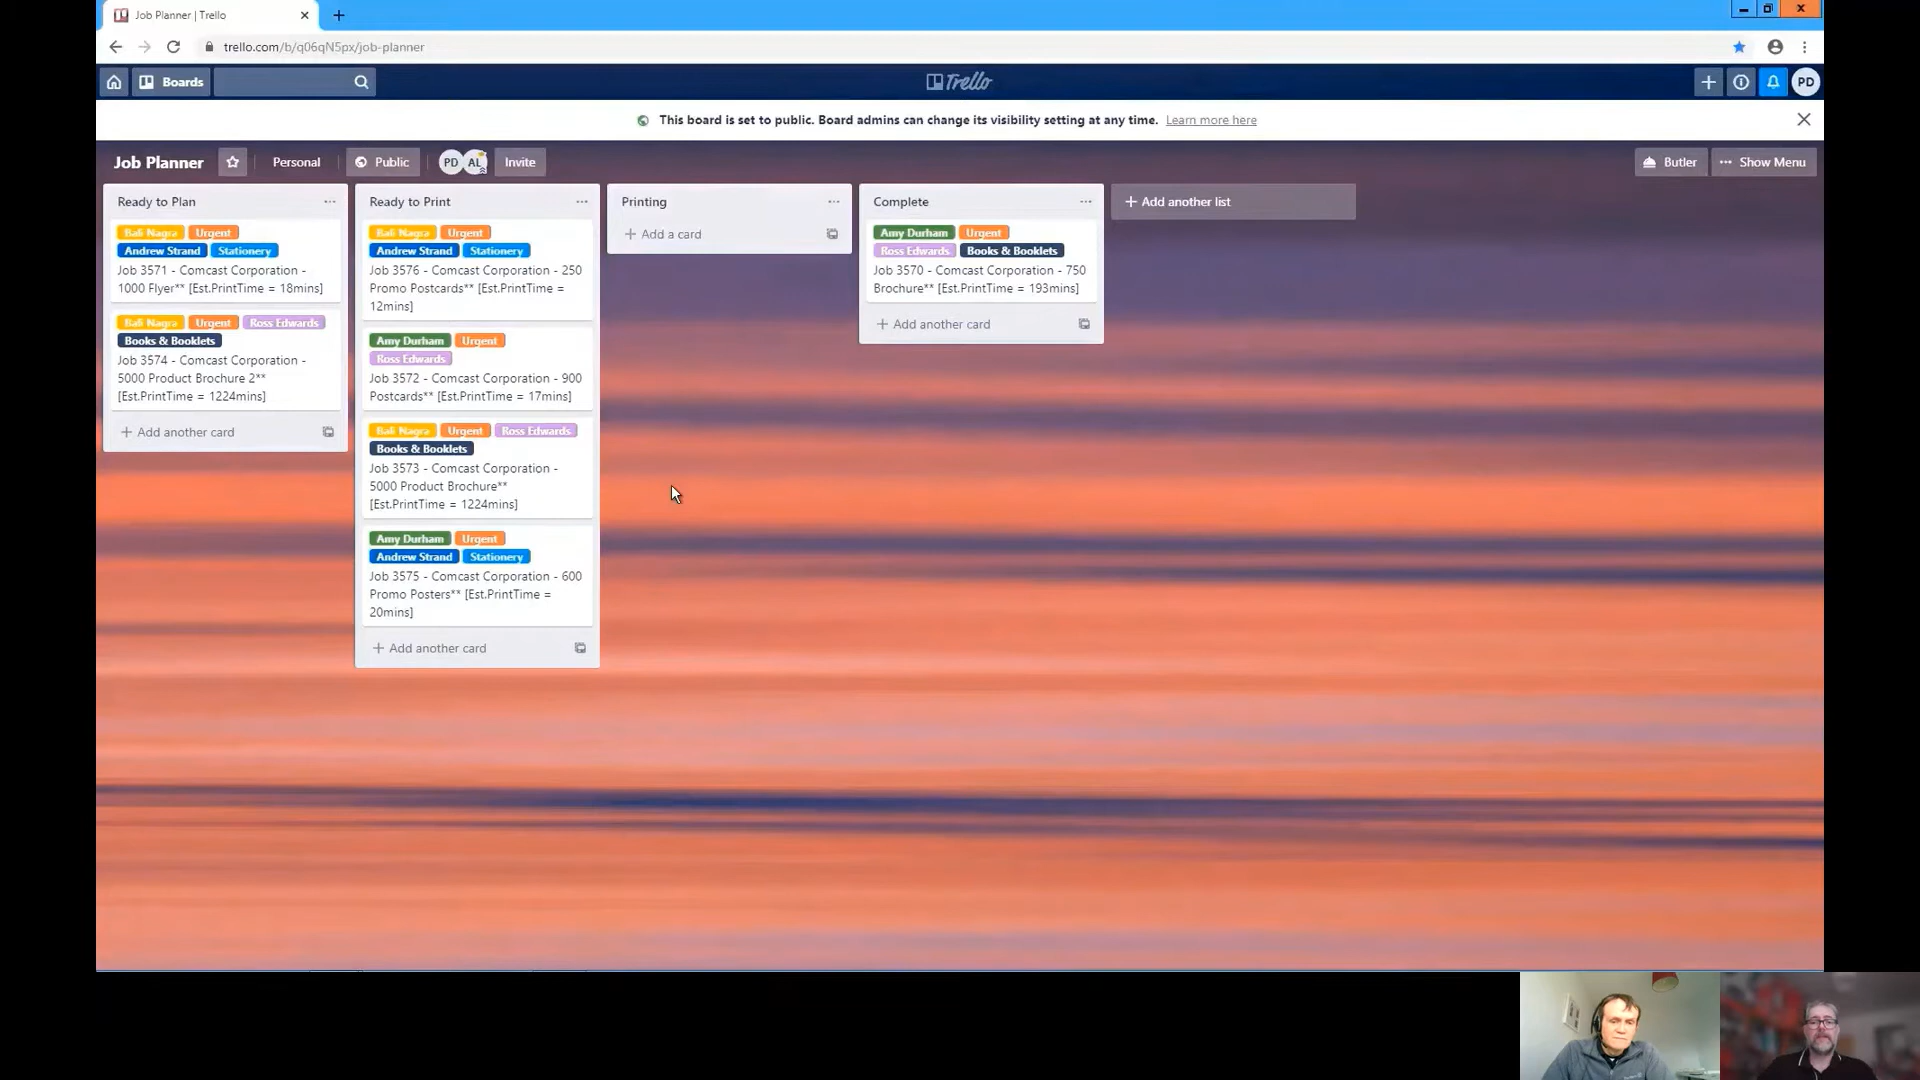 Job Planner | Trello
trello.com/b/q06qN5px/job-planner
Boards
Trello
PD
This board is set to public. Board admins can change its visibility setting at any time. Learn more here
Job Planner
Personal
Public
PD
AL
Invite
Butler
Show Menu
Ready to Plan
Bali Nagra Urgent
Andrew Strand Stationery
Job 3571 - Comcast Corporation -
1000 Flyer** [Est.PrintTime = 18mins]
Bali Nagra Urgent Ross Edwards
Books & Booklets
Job 3574 - Comcast Corporation -
5000 Product Brochure 2**
[Est.PrintTime = 1224mins]
+ Add another card
Ready to Print
Bali Nagra Urgent
Andrew Strand Stationery
Job 3576 - Comcast Corporation - 250
Promo Postcards** [Est.PrintTime =
12mins]
Amy Durham Urgent
Ross Edwards
Job 3572 - Comcast Corporation - 900
Postcards** [Est.PrintTime = 17mins]
Bali Nagra Urgent Ross Edwards
Books & Booklets
Job 3573 - Comcast Corporation -
5000 Product Brochure**
[Est.PrintTime = 1224mins]
Amy Durham Urgent
Andrew Strand Stationery
Job 3575 - Comcast Corporation - 600
Promo Posters** [Est.PrintTime =
20mins]
+ Add another card
Printing
+ Add a card
Complete
Amy Durham Urgent
Ross Edwards Books & Booklets
Job 3570 - Comcast Corporation - 750
Brochure** [Est.PrintTime = 193mins]
+ Add another card
+ Add another list